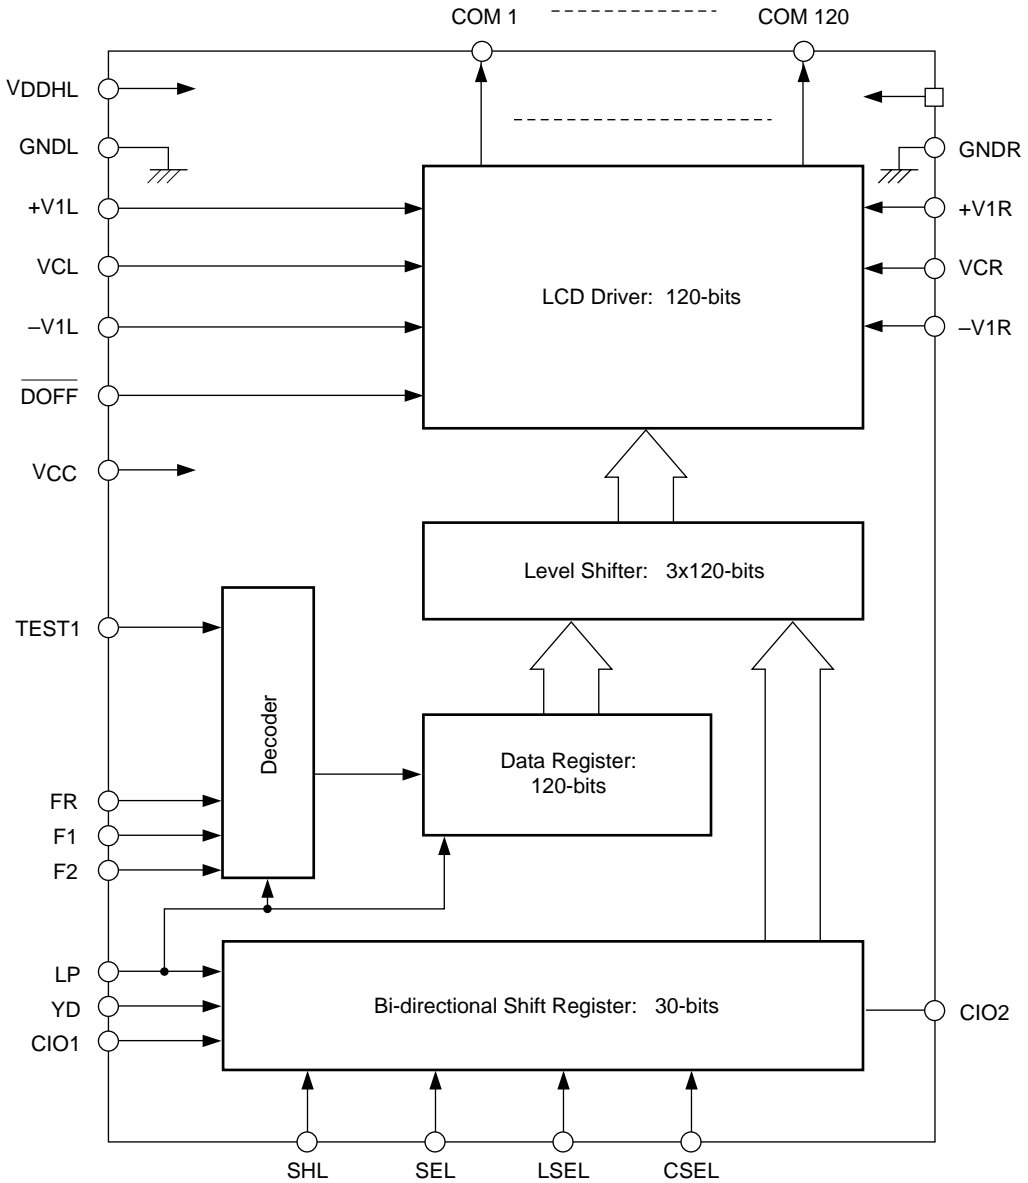 COM 1
COM 120
VDDHL
GNDL
GNDR
+V1L
+V1R
VCL
VCR
LCD Driver: 120-bits
–V1L
–V1R
DOFF
VCC
Level Shifter: 3x120-bits
TEST1
Decoder
Data Register:
120-bits
FR
F1
F2
LP
YD
Bi-directional Shift Register: 30-bits
CIO2
CIO1
SHL
SEL
LSEL
CSEL